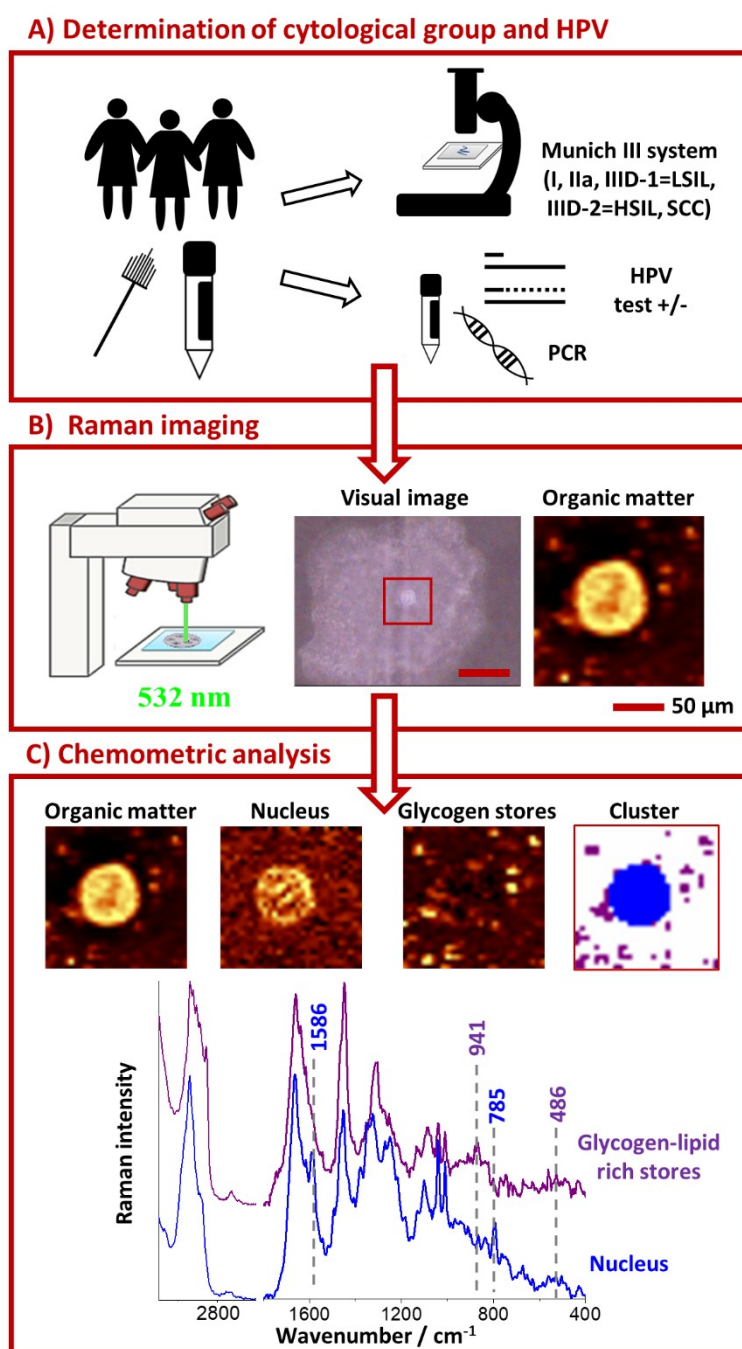 A) Determination of cytological group and HPV
Munich III system
(I, IIa, IIID-1=LSIL,
IIID-2=HSIL, SCC)
HPV
test +/-
PCR
B) Raman imaging
Visual image
Organic matter
532 nm
50 µm
C) Chemometric analysis
Organic matter
Nucleus
Glycogen stores
Cluster
1586
941
785
486
Raman intensity
Glycogen-lipid
rich stores
Nucleus
2800
1600
1200
800
400
Wavenumber / cm⁻¹